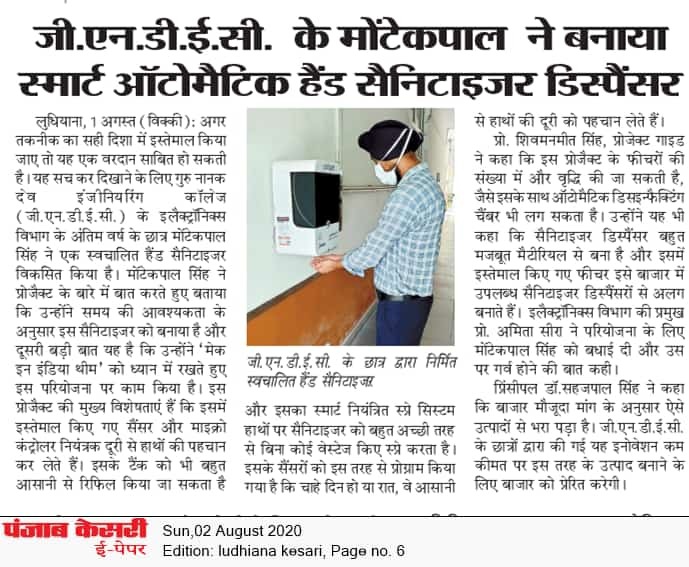 जी.एन.डी.ई.सी. के मोंटेकपाल ने बनाया
स्मार्ट ऑटोमैटिक हैंड सैनिटाइजर डिस्पैंसर
लुधियाना, 1 अगस्त (विक्की): अगर
तकनीक का सही दिशा में इस्तेमाल किया
जाए तो यह एक वरदान साबित हो सकती
है। यह सच कर दिखाने के लिए गुरु नानक
देव इंजीनियरिंग कॉलेज
(जी.एन.डी.ई.सी.) के इलैक्ट्रॉनिक्स
विभाग के अंतिम वर्ष के छात्र मोंटेकपाल
सिंह ने एक स्वचालित हैंड सैनिटाइजर
विकसित किया है। मोंटेकपाल सिंह ने
प्रोजैक्ट के बारे में बात करते हुए बताया
कि उन्होंने समय की आवश्यकता के
अनुसार इस सैनिटाइजर को बनाया है और
दूसरी बड़ी बात यह है कि उन्होंने 'मेक
इन इंडिया थीम' को ध्यान में रखते हुए
इस परियोजना पर काम किया है। इस
प्रोजैक्ट की मुख्य विशेषताएं हैं कि इसमें
इस्तेमाल किए गए सैंसर और माइक्रो
कंट्रोलर नियंत्रक दूरी से हाथों की पहचान
कर लेते हैं। इसके टैंक को भी बहुत
आसानी से रिफिल किया जा सकता है
जी.एन.डी.ई.सी. के छात्र द्वारा निर्मित
स्वचालित हैंड सैनिटाइजर
और इसका स्मार्ट नियंत्रित स्प्रे सिस्टम
हाथों पर सैनिटाइजर को बहुत अच्छी तरह
से बिना कोई वेस्टेज किए स्प्रे करता है।
इसके सैंसरों को इस तरह से प्रोग्राम किया
गया है कि चाहे दिन हो या रात, वे आसानी
से हाथों की दूरी को पहचान लेते हैं।
प्रो. शिवमनमीत सिंह, प्रोजेक्ट गाइड
ने कहा कि इस प्रोजैक्ट के फीचरों की
संख्या में और वृद्धि की जा सकती है,
जैसे इसके साथ ऑटोमैटिक डिसइन्फैक्टिंग
चैंबर भी लग सकता है। उन्होंने यह भी
कहा कि सैनिटाइजर डिस्पैंसर बहुत
मजबूत मैटीरियल से बना है और इसमें
इस्तेमाल किए गए फीचर इसे बाजार में
उपलब्ध सैनिटाइजर डिस्पैंसरों से अलग
बनाते हैं। इलैक्ट्रॉनिक्स विभाग की प्रमुख
प्रो. अमिता सीरा ने परियोजना के लिए
मोंटेकपाल सिंह को बधाई दी और उस
पर गर्व होने की बात कही।
प्रिंसीपल डॉ.सहजपाल सिंह ने कहा
कि बाजार मौजूदा मांग के अनुसार ऐसे
उत्पादों से भरा पड़ा है। जी.एन.डी.ई.सी.
के छात्रों द्वारा की गई यह इनोवेशन कम
कीमत पर इस तरह के उत्पाद बनाने के
लिए बाजार को प्रेरित करेगी।
पंजाब केसरी
ई-पेपर
Sun,02 August 2020
Edition: ludhiana kesari, Page no. 6